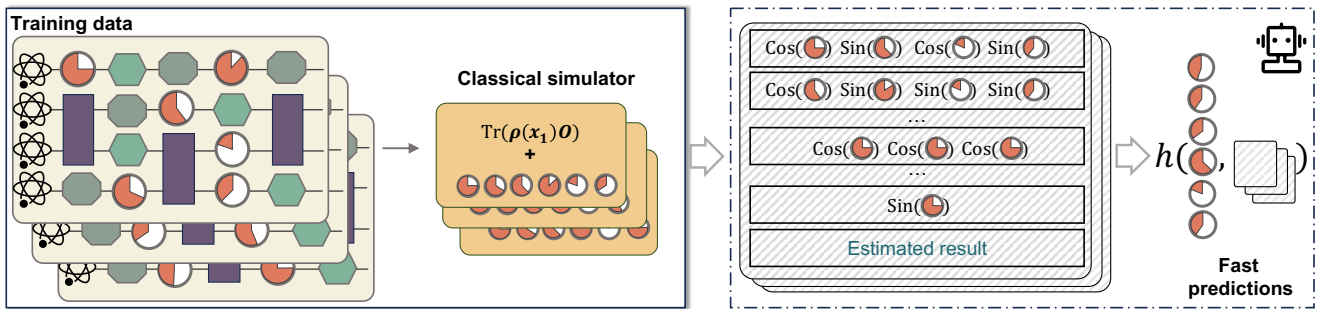 Training data
Classical simulator
Tr(ρ(x₁)O)
+
Cos( ) Sin( ) Cos( ) Sin( )
Cos( ) Sin( ) Sin( ) Sin( )
...
Cos( ) Cos( ) Cos( )
...
Sin( )
Estimated result
h( , )
Fast
predictions